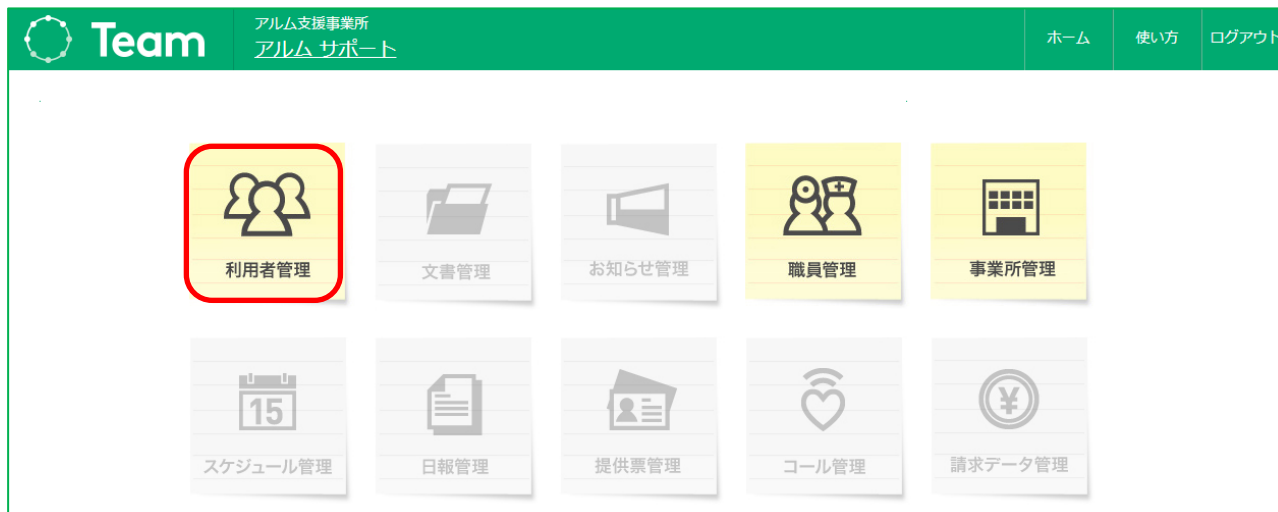 Team
アルム支援事業所
アルム サポート
ホーム
使い方
ログアウト
利用者管理
文書管理
お知らせ管理
職員管理
事業所管理
15
スケジュール管理
日報管理
提供票管理
コール管理
¥
請求データ管理